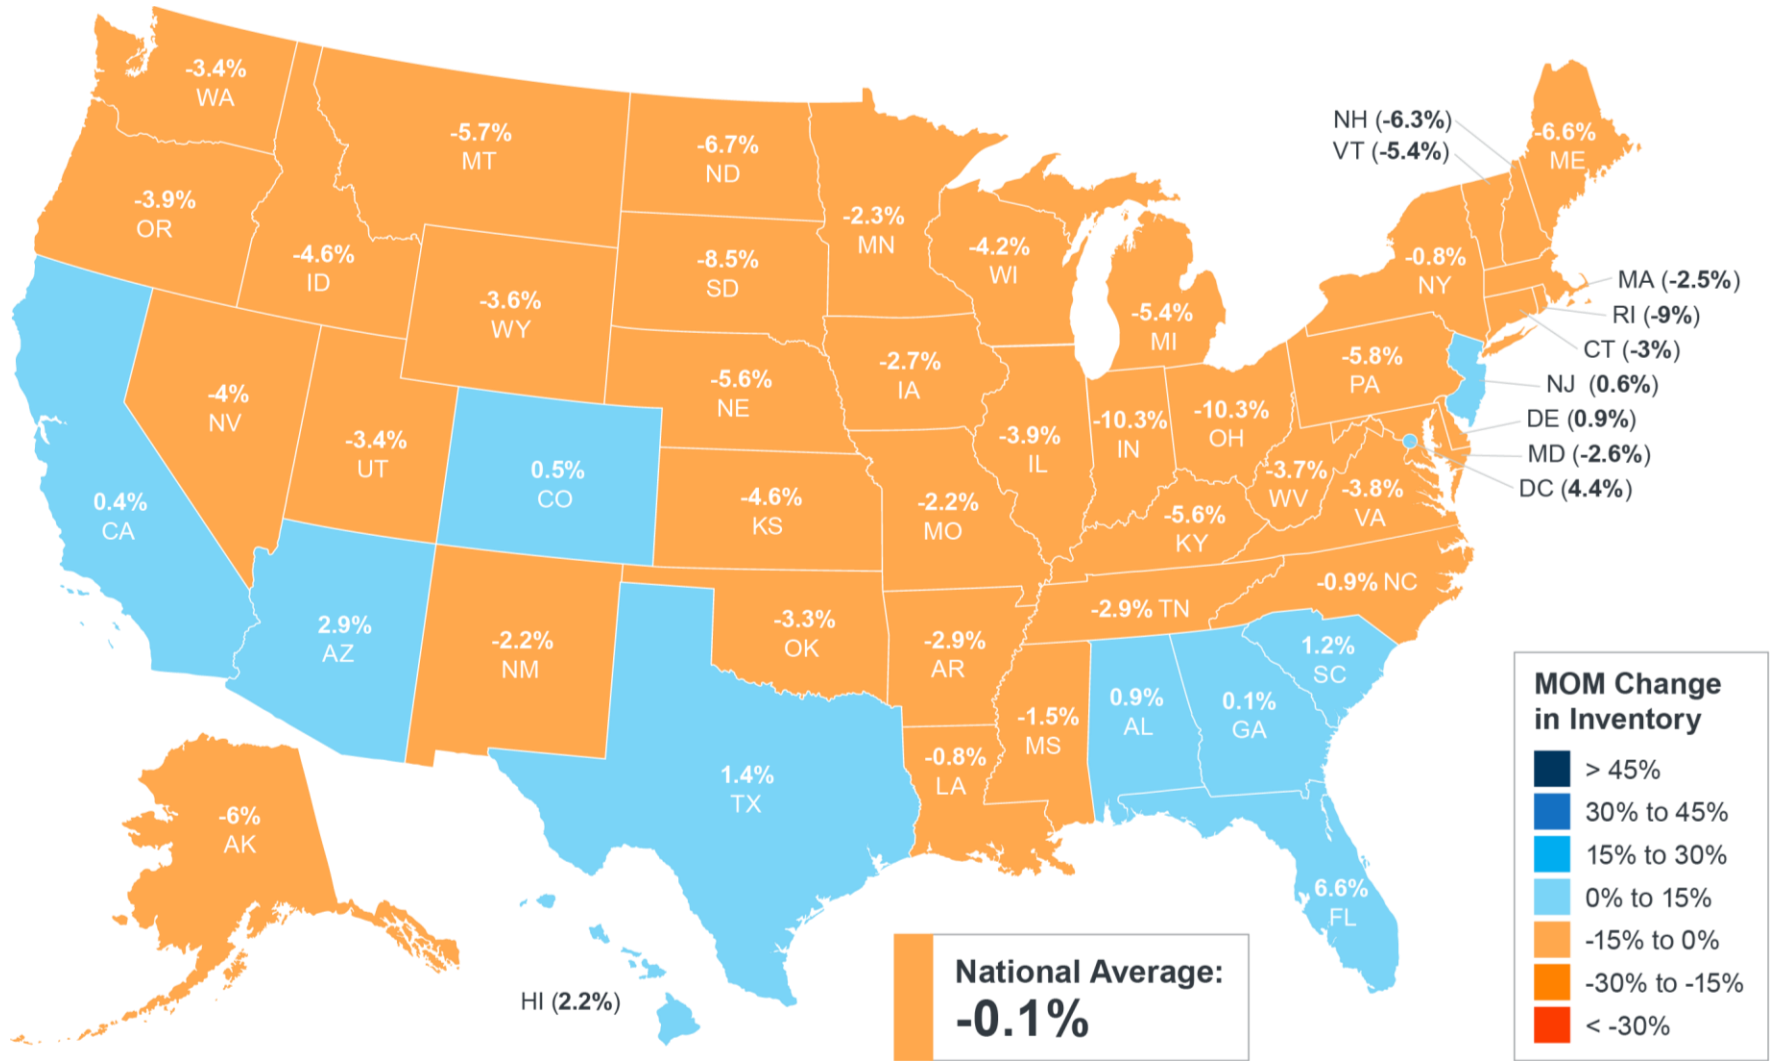 -3.4%
WA
-5.7%
MT
-6.7%
ND
-3.9%
OR
-4.6%
ID
-3.6%
WY
-8.5%
SD
-2.3%
MN
-4.2%
WI
-5.4%
MI
NH (-6.3%)
VT (-5.4%)
-6.6%
ME
-0.8%
NY
MA (-2.5%)
RI (-9%)
CT (-3%)
NJ (0.6%)
DE (0.9%)
MD (-2.6%)
DC (4.4%)
-5.8%
PA
-4%
NV
-3.4%
UT
0.5%
CO
-5.6%
NE
-2.7%
IA
-3.9%
IL
-10.3%
IN
-10.3%
OH
-3.7%
WV
-3.8%
VA
0.4%
CA
-4.6%
KS
-2.2%
MO
-5.6%
KY
-2.9% TN
-0.9% NC
2.9%
AZ
-2.2%
NM
-3.3%
OK
-2.9%
AR
1.2%
SC
-1.5%
MS
0.9%
AL
0.1%
GA
1.4%
TX
-0.8%
LA
6.6%
FL
-6%
AK
HI (2.2%)
National Average:
-0.1%
MOM Change
in Inventory
> 45%
30% to 45%
15% to 30%
0% to 15%
-15% to 0%
-30% to -15%
< -30%